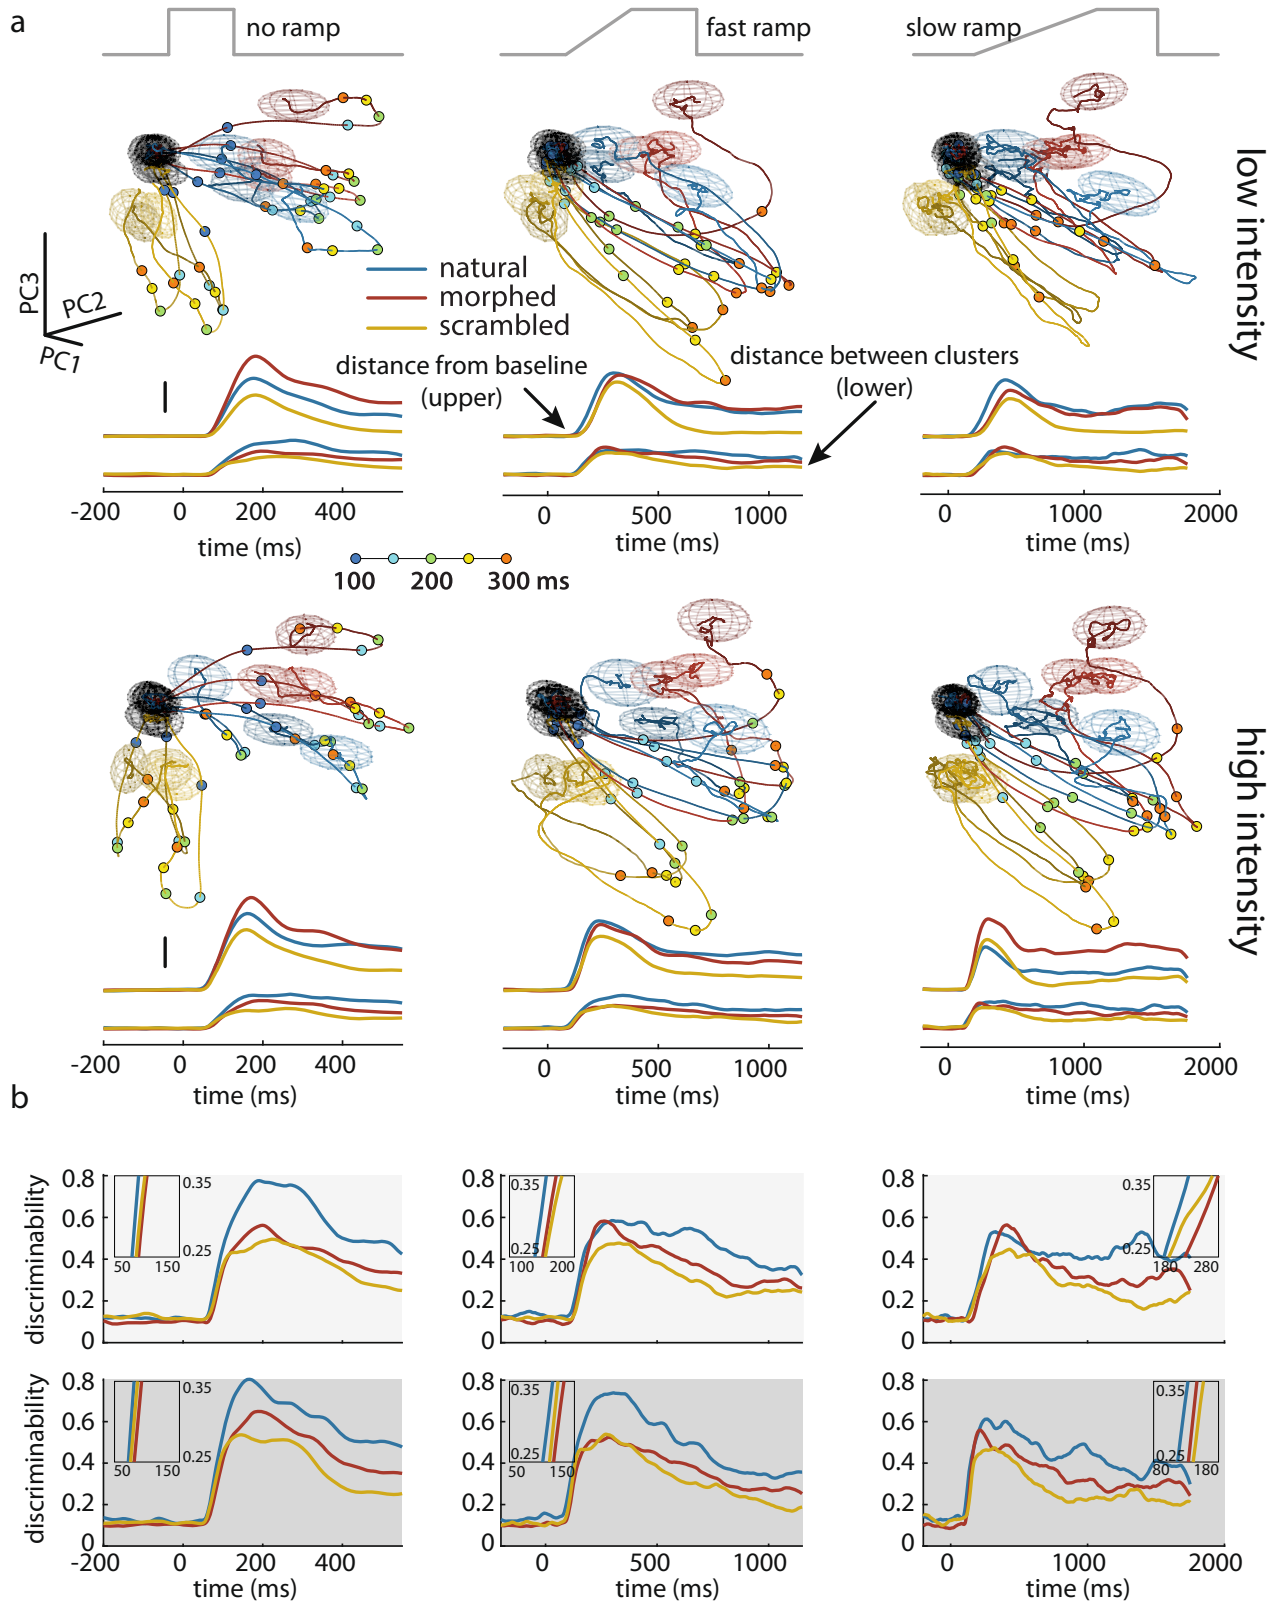 a
no ramp
fast ramp
slow ramp
low intensity
PC3
PC2
PC1
natural
morphed
scrambled
distance from baseline
(upper)
distance between clusters
(lower)
-200 0 200 400
time (ms)
0 500 1000
time (ms)
0 1000 2000
time (ms)
100 200 300 ms
high intensity
-200 0 200 400
time (ms)
0 500 1000
time (ms)
0 1000 2000
time (ms)
b
discriminability
0.8
0.6
0.4
0.2
0
0.35
0.25
50 150
0.8
0.6
0.4
0.2
0
0.35
0.25
100 200
0.8
0.6
0.4
0.2
0
0.35
0.25
180 280
discriminability
0.8
0.6
0.4
0.2
0
0.35
0.25
50 150
-200 0 200 400
time (ms)
0.8
0.6
0.4
0.2
0
0.35
0.25
50 150
0 500 1000
time (ms)
0.8
0.6
0.4
0.2
0
0.35
0.25
80 180
0 1000 2000
time (ms)